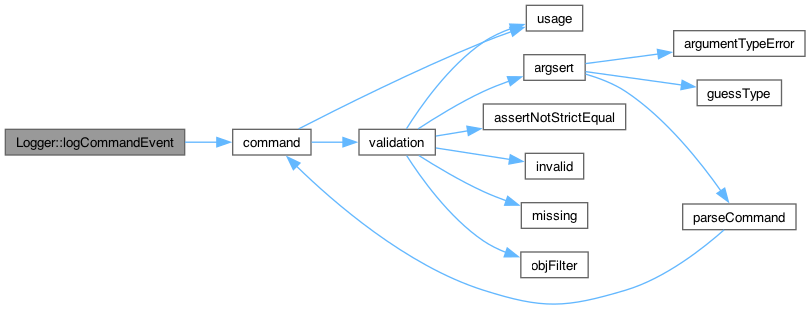 Logger::logCommandEvent
command
validation
usage
argsert
assertNotStrictEqual
invalid
missing
objFilter
argumentTypeError
guessType
parseCommand